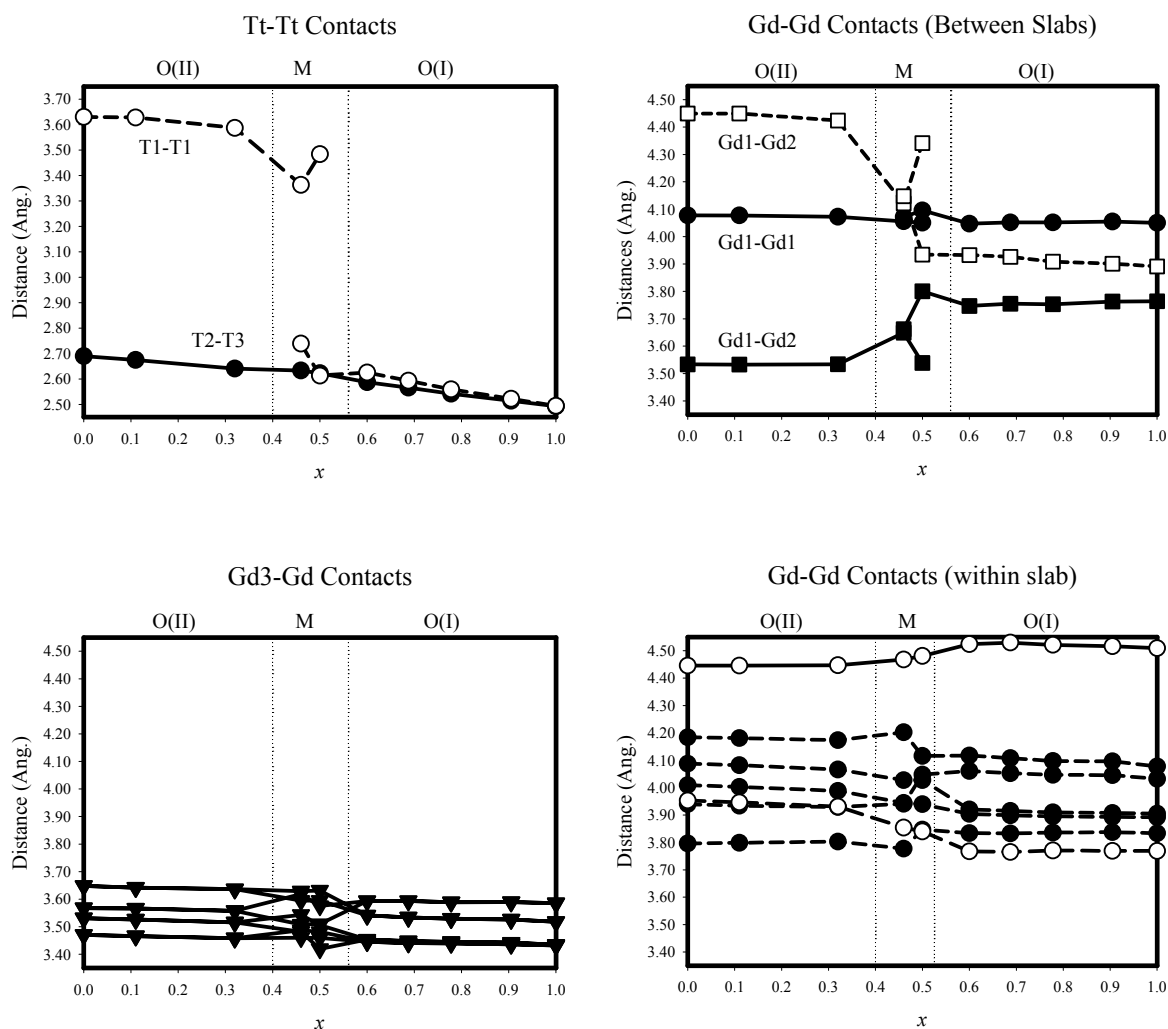 Tt-Tt Contacts
O(II) M O(I)
Distance (Ang.)
3.70
3.60
3.50
3.40
3.30
3.20
3.10
3.00
2.90
2.80
2.70
2.60
2.50
T1-T1
T2-T3
0.0 0.1 0.2 0.3 0.4 0.5 0.6 0.7 0.8 0.9 1.0
x
Gd-Gd Contacts (Between Slabs)
O(II) M O(I)
Distances (Ang.)
4.50
4.40
4.30
4.20
4.10
4.00
3.90
3.80
3.70
3.60
3.50
3.40
Gd1-Gd2
Gd1-Gd1
Gd1-Gd2
0.0 0.1 0.2 0.3 0.4 0.5 0.6 0.7 0.8 0.9 1.0
x
Gd3-Gd Contacts
O(II) M O(I)
Distance (Ang.)
4.50
4.40
4.30
4.20
4.10
4.00
3.90
3.80
3.70
3.60
3.50
3.40
0.0 0.1 0.2 0.3 0.4 0.5 0.6 0.7 0.8 0.9 1.0
x
Gd-Gd Contacts (within slab)
O(II) M O(I)
Distance (Ang.)
4.50
4.40
4.30
4.20
4.10
4.00
3.90
3.80
3.70
3.60
3.50
3.40
0.0 0.1 0.2 0.3 0.4 0.5 0.6 0.7 0.8 0.9 1.0
x